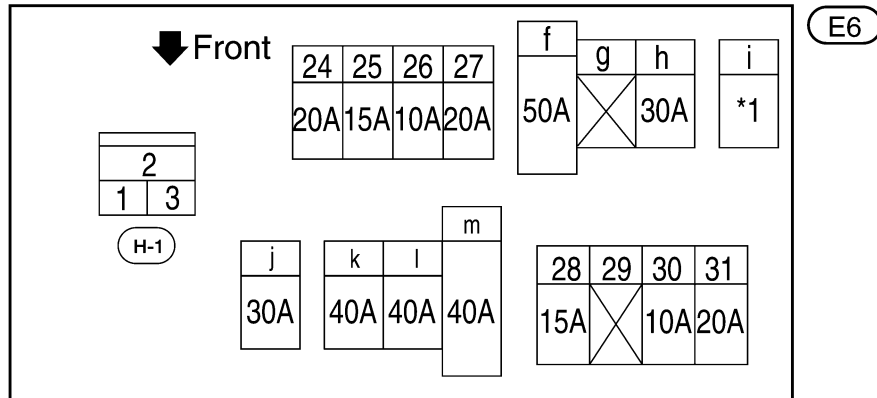 E6
Front
f
g h i
24 25 26 27
20A 15A 10A 20A
50A 30A *1
2
1 3
H-1
m
j k l
28 29 30 31
30A 40A 40A 40A
15A 10A 20A